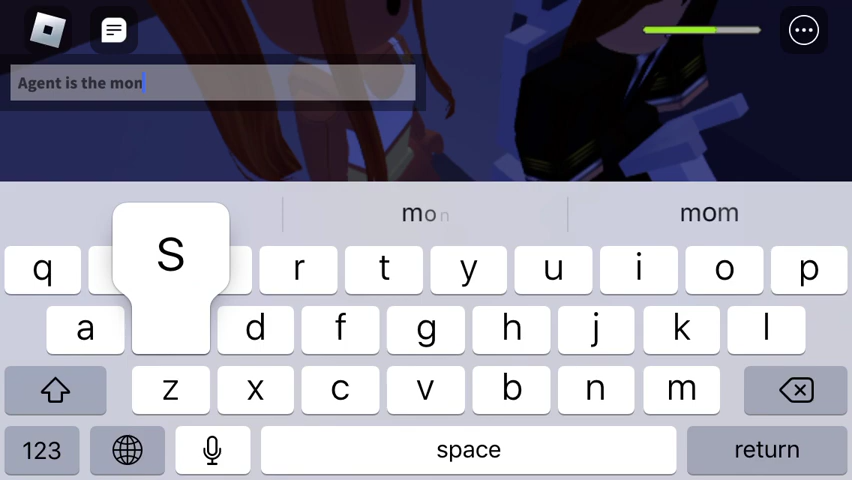 Agent is the mon
mon
mom
S
q r t y u i o p
a d f g h j k l
z x c v b n m
123 space return